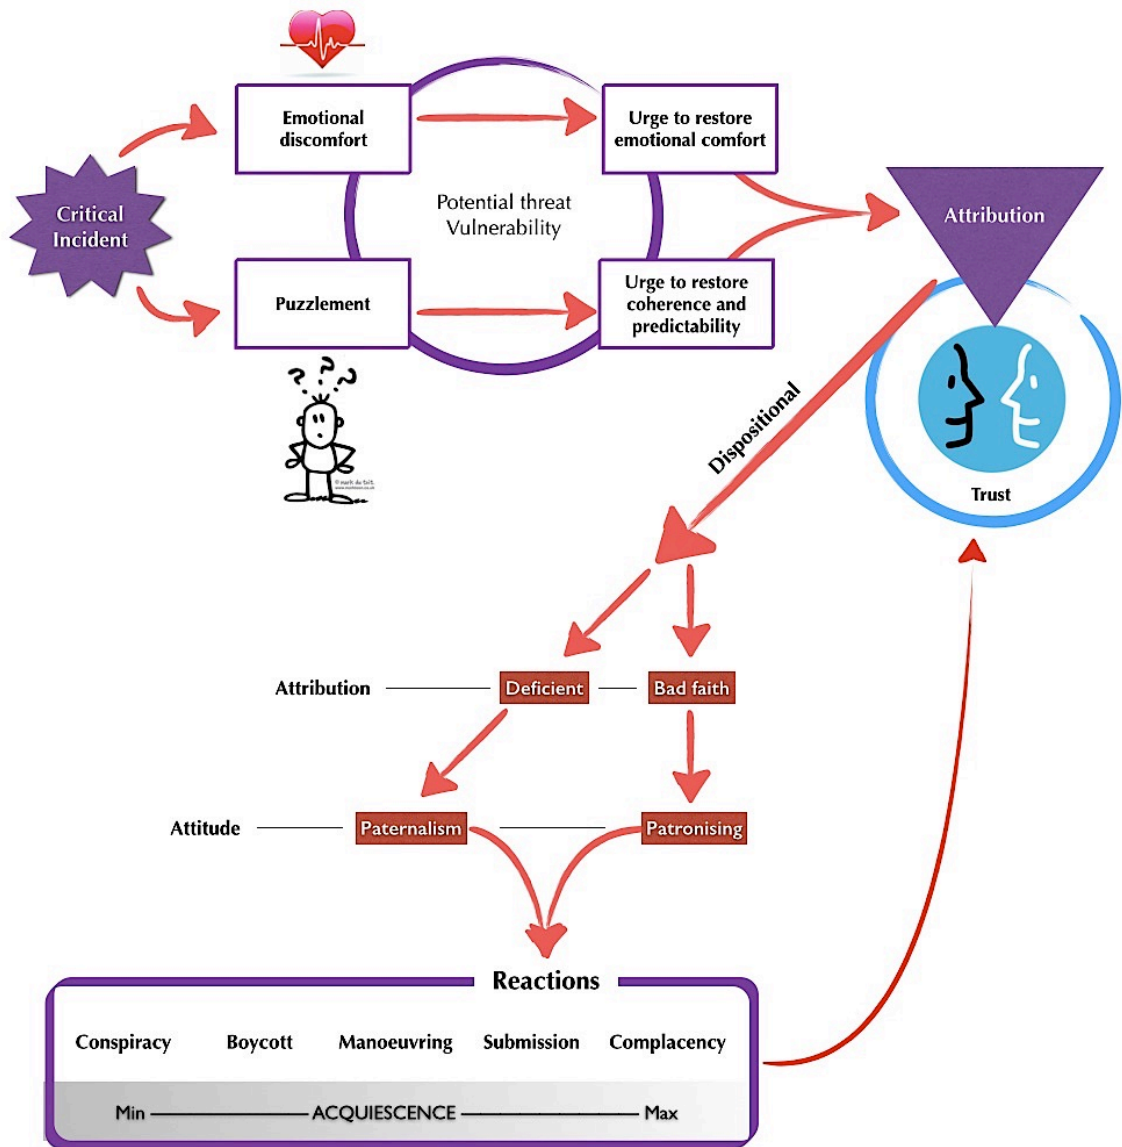 Emotional
discomfort
Urge to restore
emotional comfort
Critical
Incident
Potential threat
Vulnerability
Attribution
Puzzlement
Urge to restore
coherence and
predictability
? ? ?
Dispositional
Trust
Attribution
Deficient
Bad faith
Attitude
Paternalism
Patronising
Reactions
Conspiracy Boycott Manoeuvring Submission Complacency
Min ACQUIESCENCE Max